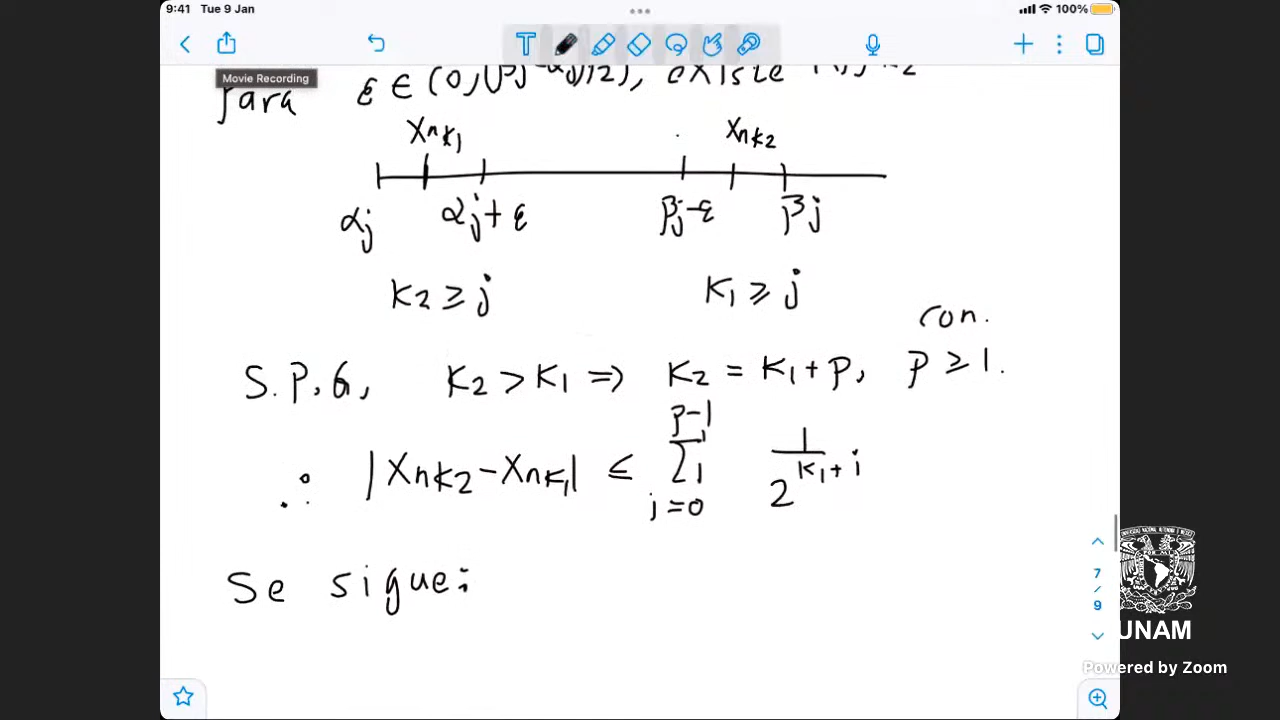 9:41 Tue 9 Jan 100%
Movie Recording
para ε ∈ (0, (βj-αj)/2), existe
Xnk1 Xnk2
αj αj+ε βj-ε βj
K2 ≥ j K1 ≥ j
con.
S.P.G, K2 > K1 ⇒ K2 = K1 + p, p ≥ 1.
∴ |Xnk2 - Xnk1| ≤ Σ_{i=0}^{p-1} 1/2^{K1+i}
Se sigue:
7/9
UNAM
Powered by Zoom